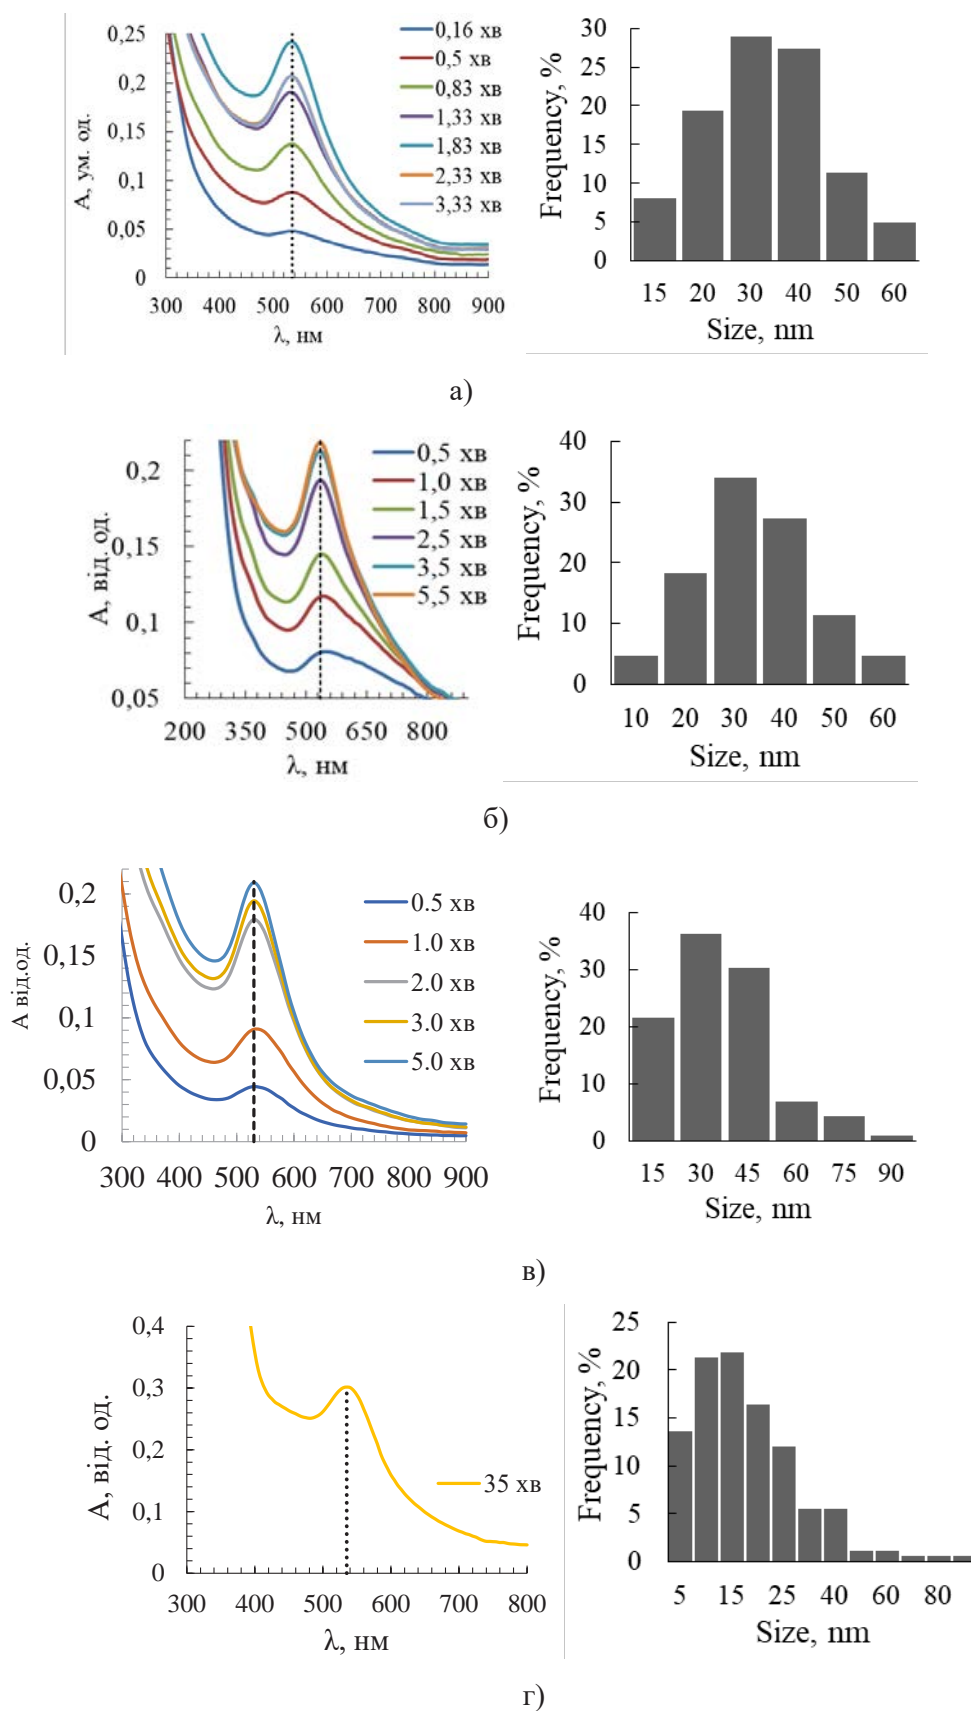 0,25
0,2
0,15
0,1
0,05
0
A, ум. од.
300 400 500 600 700 800 900
λ, нм
0,16 хв
0,5 хв
0,83 хв
1,33 хв
1,83 хв
2,33 хв
3,33 хв
30
25
20
15
10
5
0
Frequency, %
15 20 30 40 50 60
Size, nm
а)
0,2
0,15
0,1
0,05
A, від. од.
200 350 500 650 800
λ, нм
0,5 хв
1,0 хв
1,5 хв
2,5 хв
3,5 хв
5,5 хв
40
30
20
10
0
Frequency, %
10 20 30 40 50 60
Size, nm
б)
0,2
0,15
0,1
0,05
0
А від.од.
300 400 500 600 700 800 900
λ, нм
0.5 хв
1.0 хв
2.0 хв
3.0 хв
5.0 хв
40
30
20
10
0
Frequency, %
15 30 45 60 75 90
Size, nm
в)
0,4
0,3
0,2
0,1
0
A, від. од.
300 400 500 600 700 800
λ, нм
35 хв
25
20
15
10
5
0
Frequency, %
5 15 25 40 60 80
Size, nm
г)